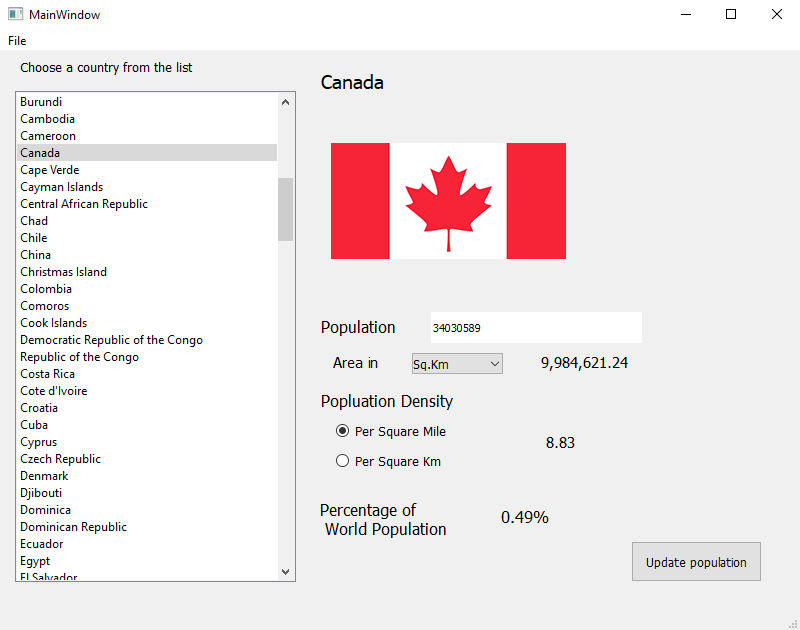 MainWindow
File
Choose a country from the list
Burundi
Cambodia
Cameroon
Canada
Cape Verde
Cayman Islands
Central African Republic
Chad
Chile
China
Christmas Island
Colombia
Comoros
Cook Islands
Democratic Republic of the Congo
Republic of the Congo
Costa Rica
Cote d'Ivoire
Croatia
Cuba
Cyprus
Czech Republic
Denmark
Djibouti
Dominica
Dominican Republic
Ecuador
Egypt
El Salvador
Canada
Population 34030589
Area in Sq.Km 9,984,621.24
Popluation Density
Per Square Mile
8.83
Per Square Km
Percentage of
World Population
0.49%
Update population